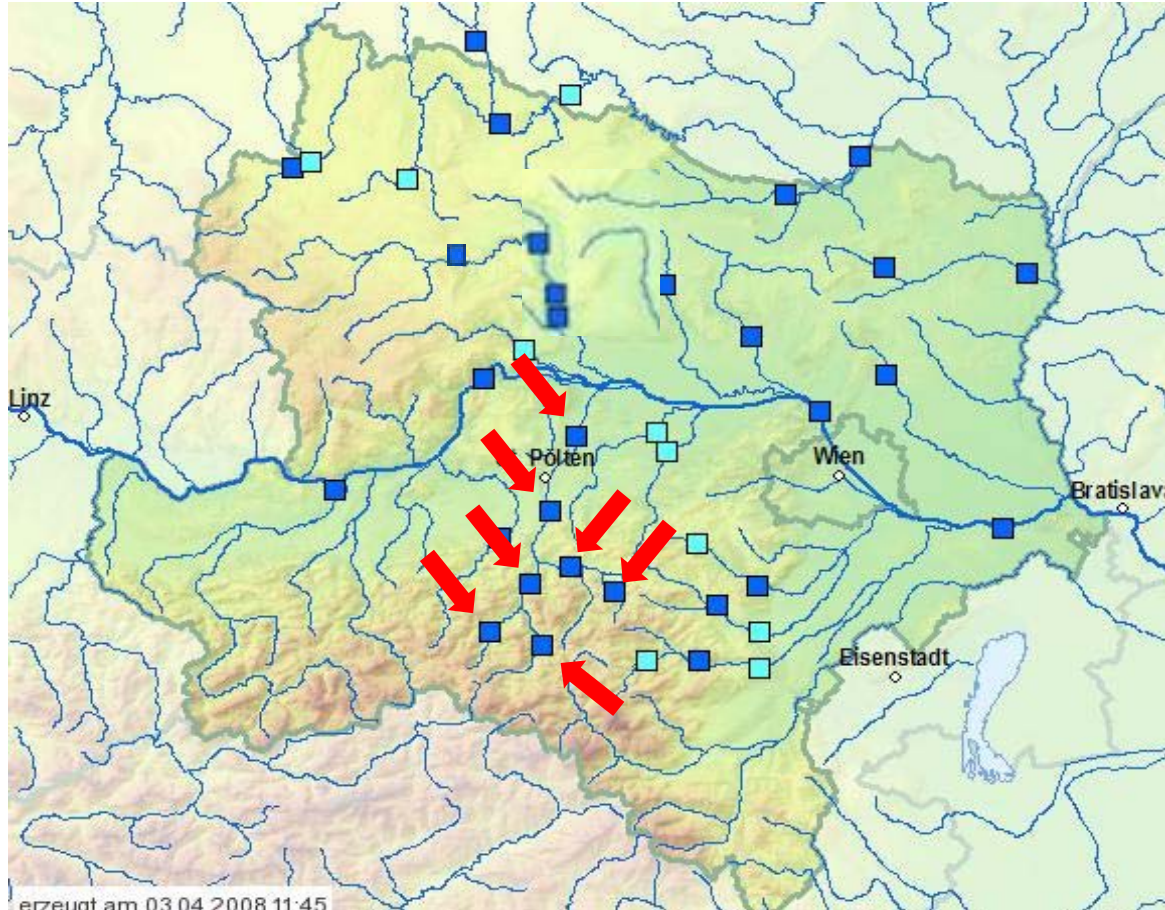 Linz
Pölten
Wien
Bratislav
Eisenstadt
erzeugt am 03.04.2008 11:45